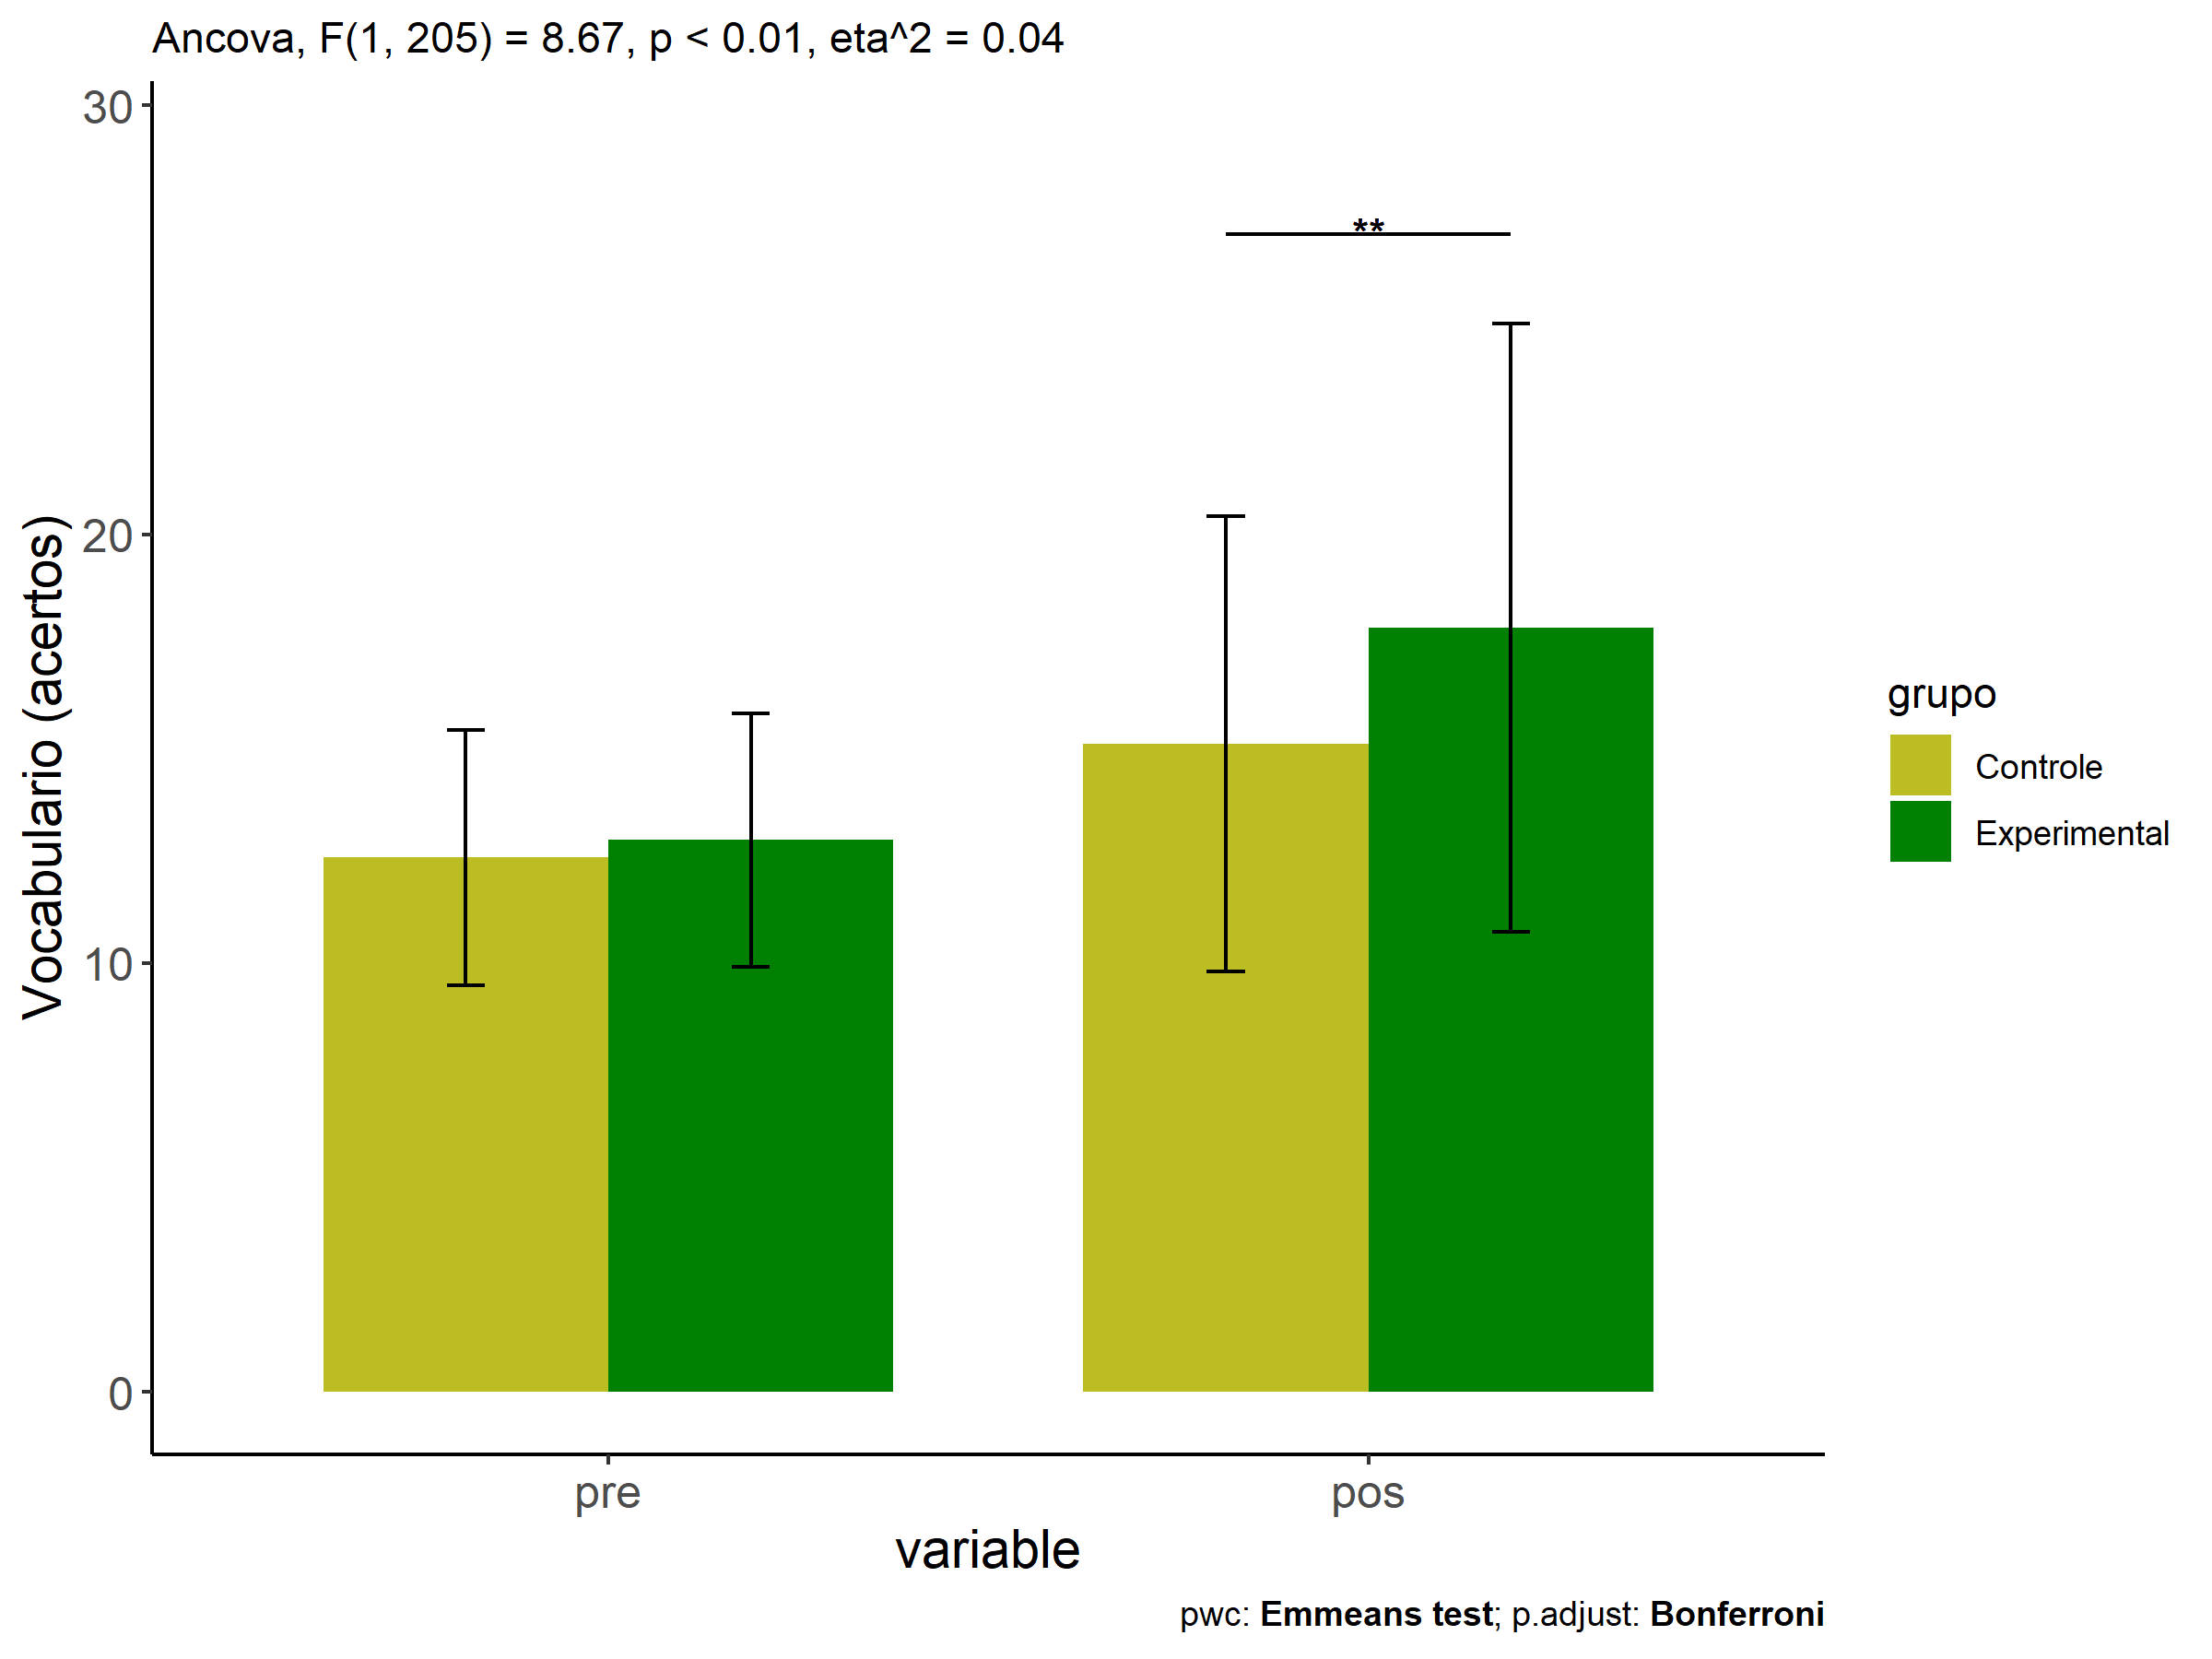 Ancova, F(1, 205) = 8.67, p < 0.01, eta^2 = 0.04
30
20
10
0
Vocabulario (acertos)
**
pre
pos
variable
grupo
Controle
Experimental
pwc: Emmeans test; p.adjust: Bonferroni